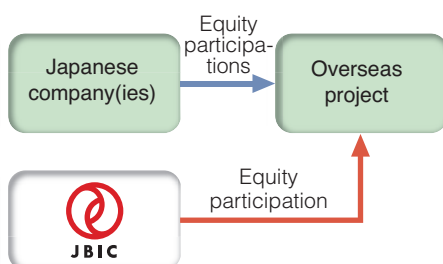 Equity
participa-
tions
Japanese
company(ies)
Overseas
project
Equity
participation
JBIC